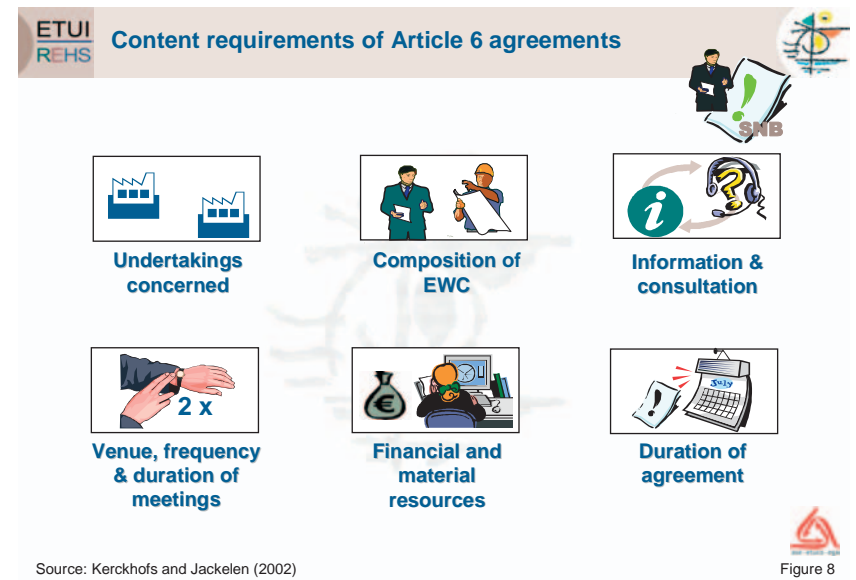 ETUI
REHS
Content requirements of Article 6 agreements
SNB
Undertakings
concerned
Composition of
EWC
Information &
consultation
i
?
2 x
€
July
Venue, frequency
& duration of
meetings
Financial and
material
resources
Duration of
agreement
Source: Kerckhofs and Jackelen (2002)
Figure 8